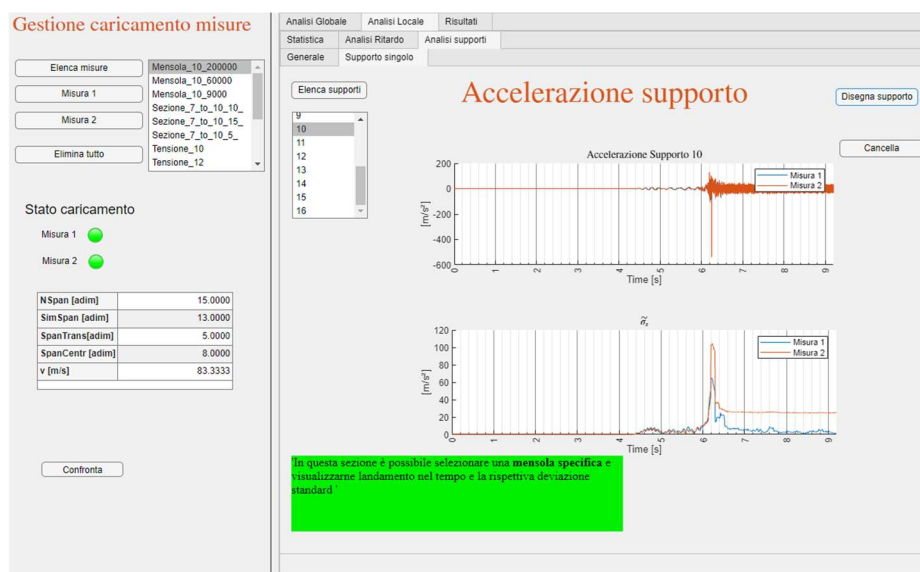 Gestione caricamento misure
Elenca misure
Misura 1
Misura 2
Elimina tutto
Mensola_10_200000
Mensola_10_60000
Mensola_10_9000
Sezione_7_to_10_10_
Sezione_7_to_10_15_
Sezione_7_to_10_5_
Tensione_10
Tensione_12
Stato caricamento
Misura 1
Misura 2
NSpan [adim] 15.0000
SimSpan [adim] 13.0000
SpanTrans[adim] 5.0000
SpanCentr [adim] 8.0000
v [m/s] 83.3333
Confronta
Analisi Globale Analisi Locale Risultati
Statistica Analisi Ritardo Analisi supporti
Generale Supporto singolo
Elenca supporti
9
10
11
12
13
14
15
16
Accelerazione supporto
Disegna supporto
Cancella
Accelerazione Supporto 10
Misura 1
Misura 2
200
0
-200
-400
-600
[m/s²]
0 1 2 3 4 5 6 7 8 9
Time [s]
σ̃s
Misura 1
Misura 2
120
100
80
60
40
20
0
[m/s²]
0 1 2 3 4 5 6 7 8 9
Time [s]
'In questa sezione é possibile selezionare una mensola specifica e
visualizzarne landamento nel tempo e la rispettiva deviazione
standard '